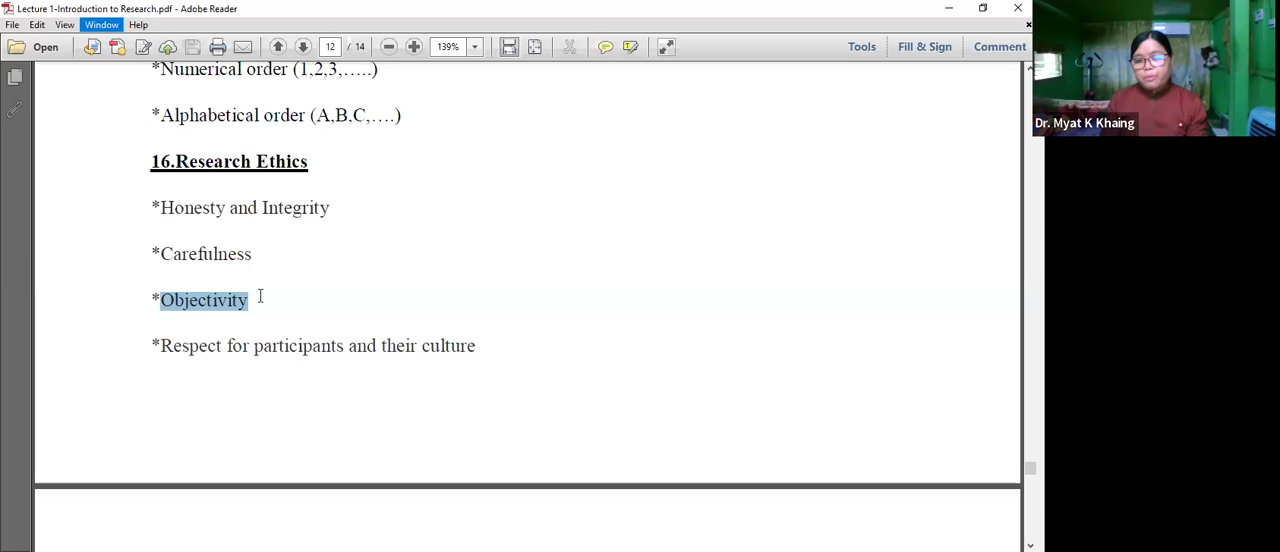 Lecture 1-Introduction to Research.pdf - Adobe Reader
File Edit View Window Help
Open 12 / 14 139% Tools Fill & Sign Comment
*Numerical order (1,2,3,…..)
*Alphabetical order (A,B,C,….)
16.Research Ethics
*Honesty and Integrity
*Carefulness
*Objectivity
*Respect for participants and their culture
Dr. Myat K Khaing